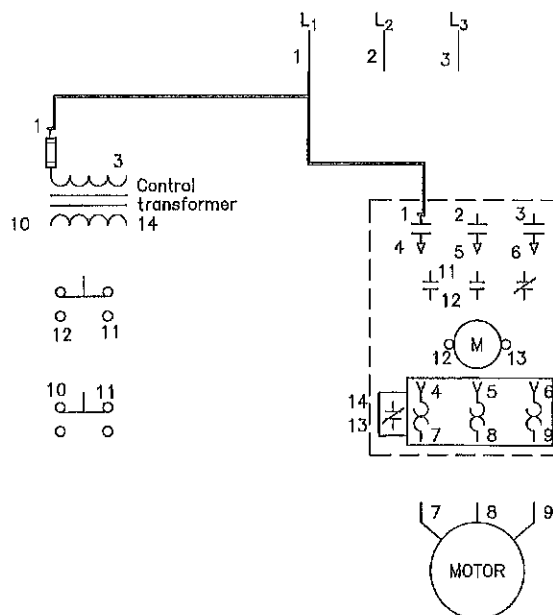 L1 L2 L3
1 2 3
1
3
Control
transformer
10 14
1 2 3
4 5 6
11
12
12 11
M
12 13
10 11
14 4 5 6
13 7 8 9
7 8 9
MOTOR